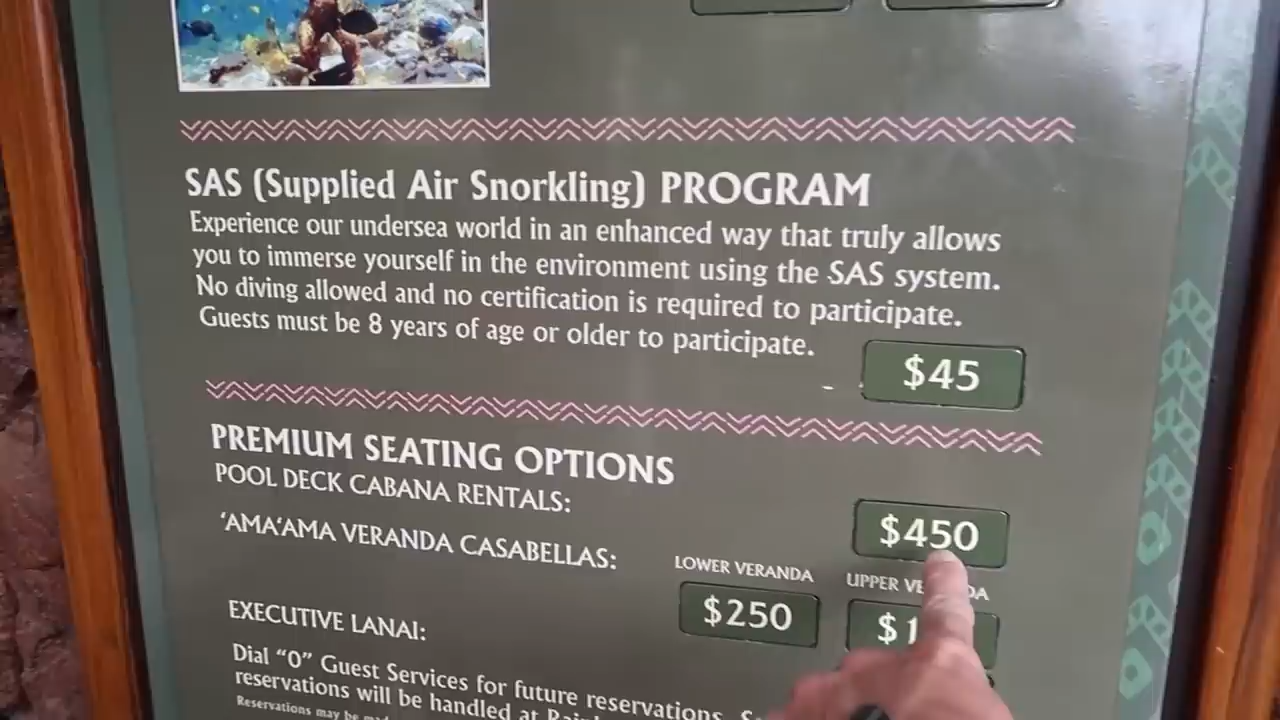 SAS (Supplied Air Snorkling) PROGRAM
Experience our undersea world in an enhanced way that truly allows
you to immerse yourself in the environment using the SAS system.
No diving allowed and no certification is required to participate.
Guests must be 8 years of age or older to participate.
$45
PREMIUM SEATING OPTIONS
POOL DECK CABANA RENTALS:
$450
‘AMA‘AMA VERANDA CASABELLAS:
LOWER VERANDA
UPPER
$250
EXECUTIVE LANAI:
Dial “0” Guest Services for future reservations.
reservations will be handled at
Reservations may be